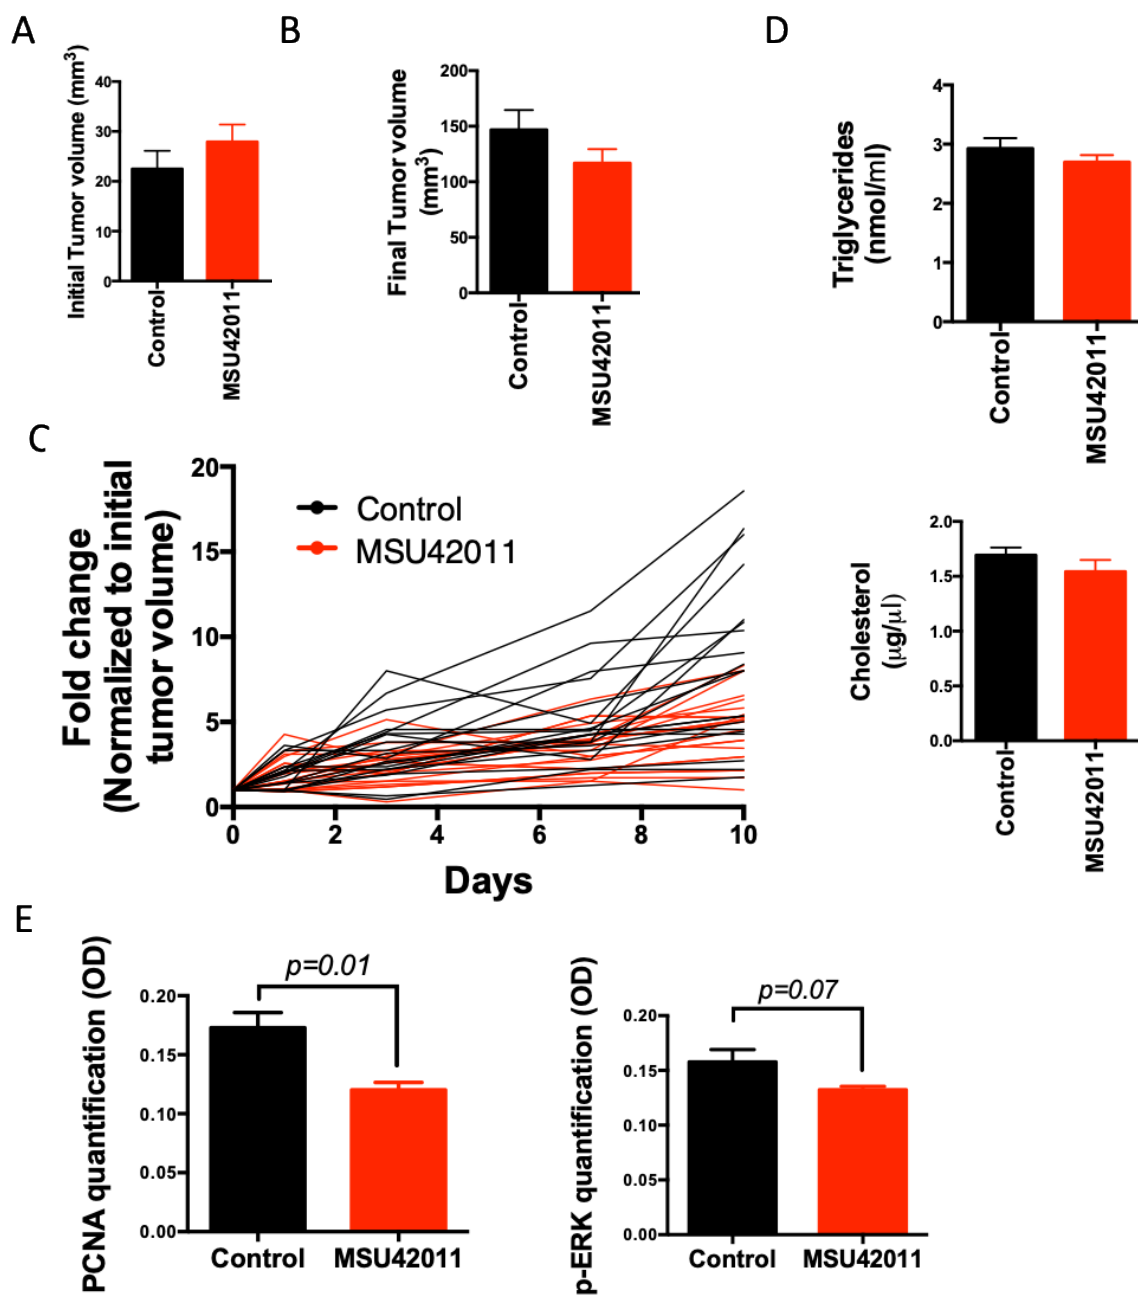 A
Initial Tumor volume (mm³)
40
30
20
10
0
Control
MSU42011
B
Final Tumor volume
(mm³)
200
150
100
50
0
Control
MSU42011
D
Triglycerides
(nmol/ml)
4
3
2
1
0
Control
MSU42011
C
Fold change
(Normalized to initial
tumor volume)
20
15
10
5
0
Control
MSU42011
0 2 4 6 8 10
Days
Cholesterol
(μg/μl)
2.0
1.5
1.0
0.5
0.0
Control
MSU42011
E
PCNA quantification (OD)
p=0.01
0.20
0.15
0.10
0.05
0.00
Control MSU42011
p-ERK quantification (OD)
p=0.07
0.20
0.15
0.10
0.05
0.00
Control MSU42011